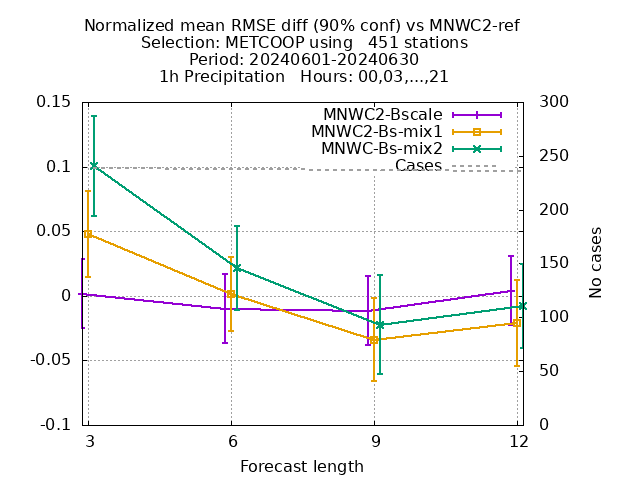 Normalized mean RMSE diff (90% conf) vs MNWC2-ref
Selection: METCOOP using   451 stations
Period: 20240601-20240630
1h Precipitation   Hours: 00,03,...,21
0.15
0.1
0.05
0
-0.05
-0.1
300
250
200
150
100
50
0
MNWC2-Bscale
MNWC2-Bs-mix1
MNWC-Bs-mix2
Cases
No cases
3
6
9
12
Forecast length